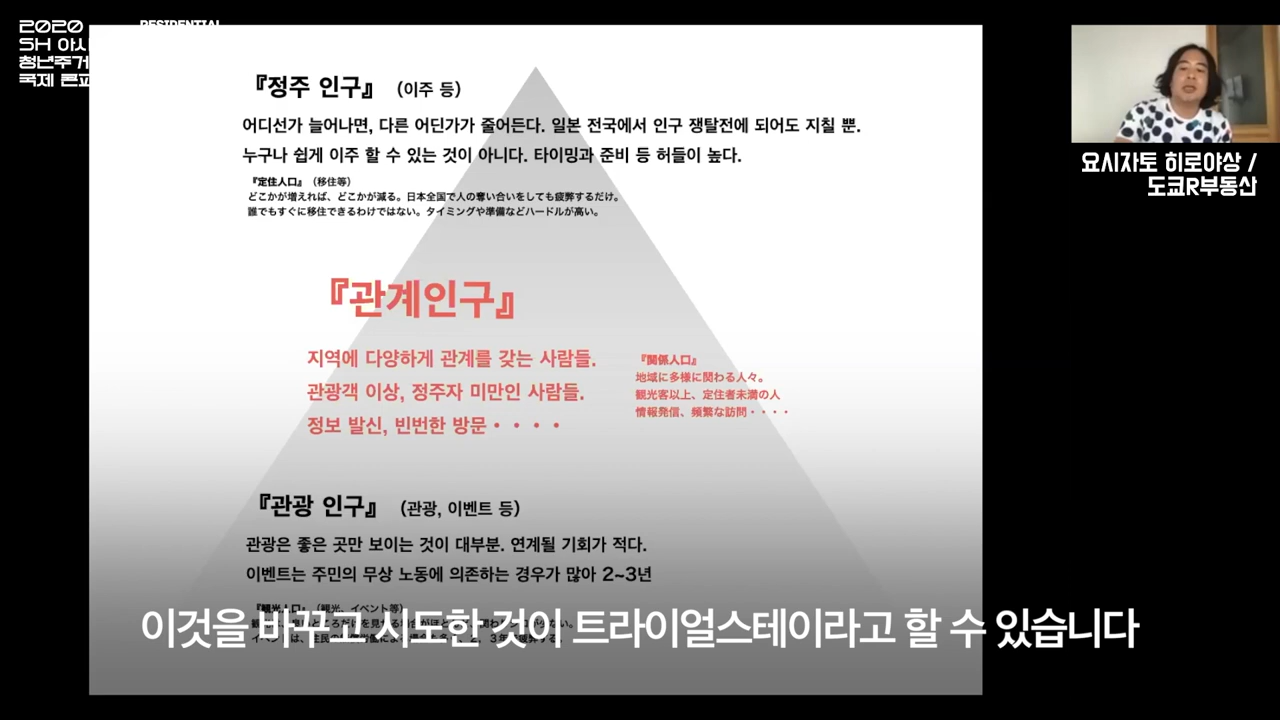 2020
SH 아시
청년주거
국제 콘퍼
RESIDENTIAL
『정주 인구』 (이주 등)
어디선가 늘어나면, 다른 어딘가가 줄어든다. 일본 전국에서 인구 쟁탈전에 되어도 지칠 뿐.
누구나 쉽게 이주 할 수 있는 것이 아니다. 타이밍과 준비 등 허들이 높다.
『定住人口』（移住等）
どこかが増えれば、どこかが減る。日本全国で人の奪い合いをしても疲弊するだけ。
誰でもすぐに移住できるわけではない。タイミングや準備などハードルが高い。
『관계인구』
지역에 다양하게 관계를 갖는 사람들.
관광객 이상, 정주자 미만인 사람들.
정보 발신, 빈번한 방문・・・・
『関係人口』
地域に多様に関わる人々。
観光客以上、定住者未満の人
情報発信、頻繁な訪問・・・・
『관광 인구』 (관광, 이벤트 등)
관광은 좋은 곳만 보이는 것이 대부분. 연계될 기회가 적다.
이벤트는 주민의 무상 노동에 의존하는 경우가 많아 2~3년
『観光人口』（観光、イベント等）
이것을 바꾸고 시도한 것이 트라이얼스테이라고 할 수 있습니다
요시자토 히로야상 /
도쿄R부동산